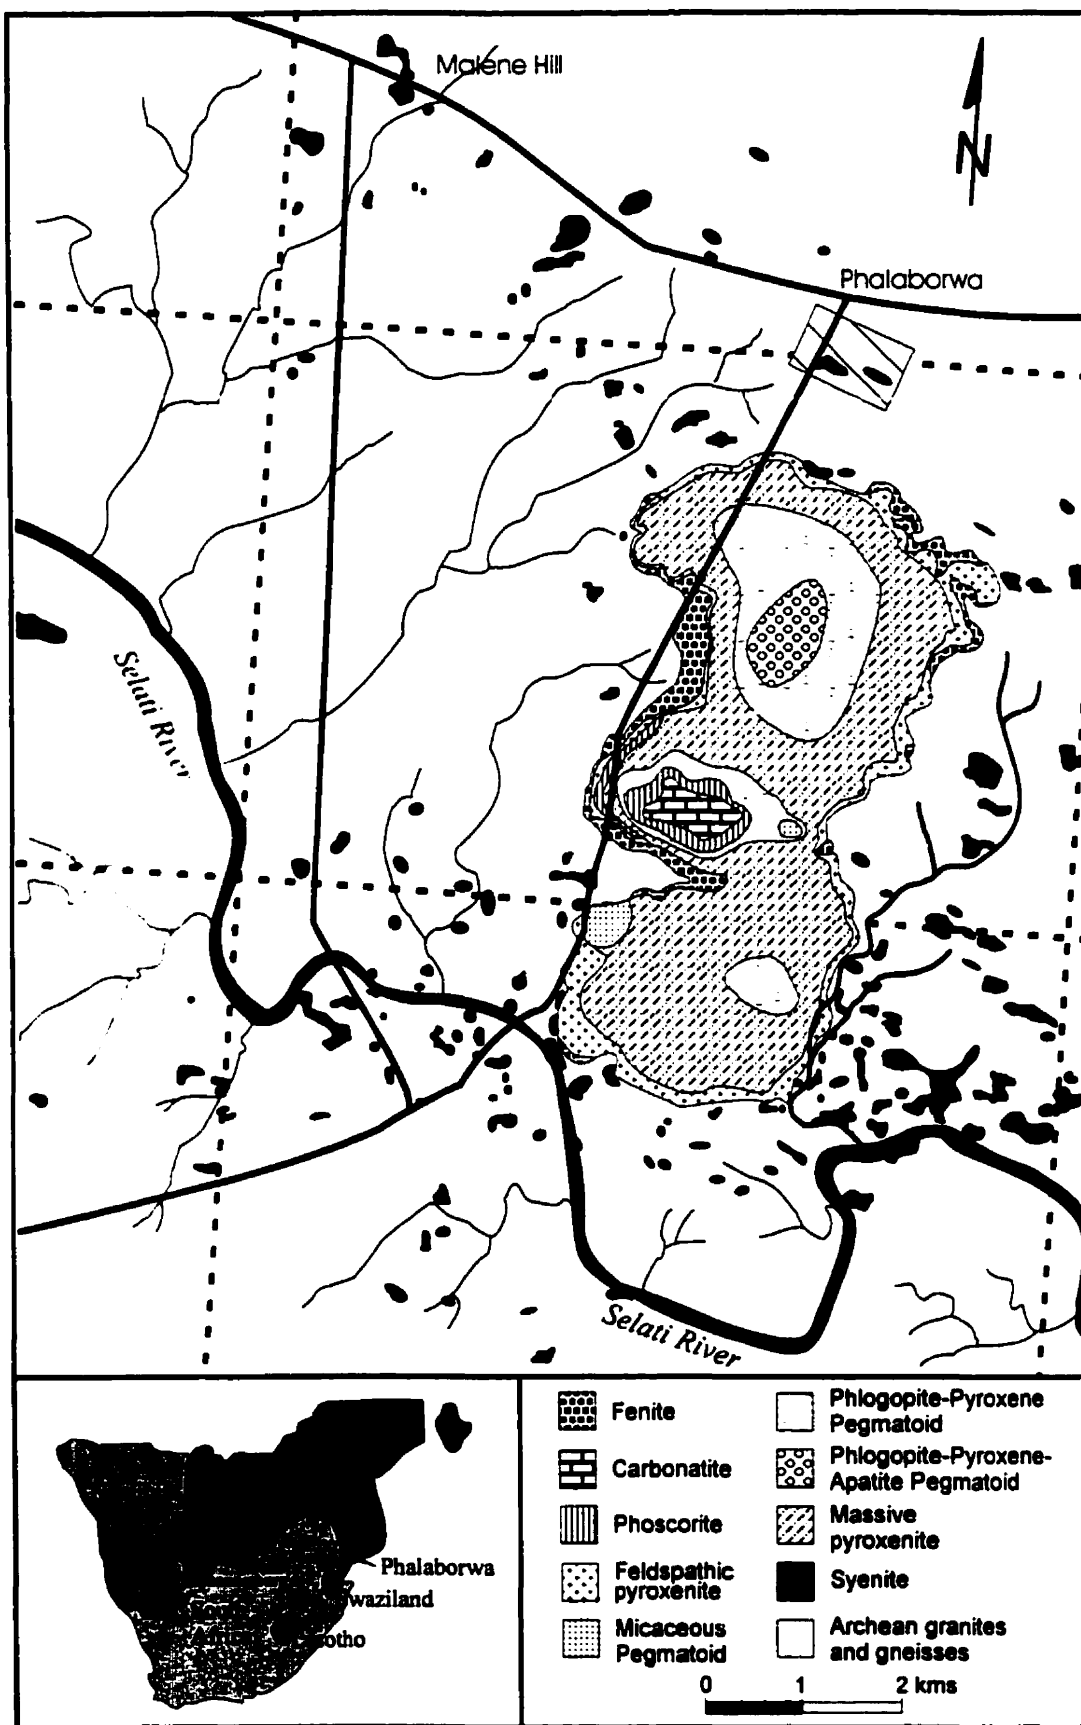 Maléne Hill
N
Phalaborwa
Selati River
Selati River
Phalaborwa
waziland
otho
Fenite
Carbonatite
Phoscorite
Feldspathic
pyroxenite
Micaceous
Pegmatoid
Phlogopite-Pyroxene
Pegmatoid
Phlogopite-Pyroxene-
Apatite Pegmatoid
Massive
pyroxenite
Syenite
Archean granites
and gneisses
0 1 2 kms